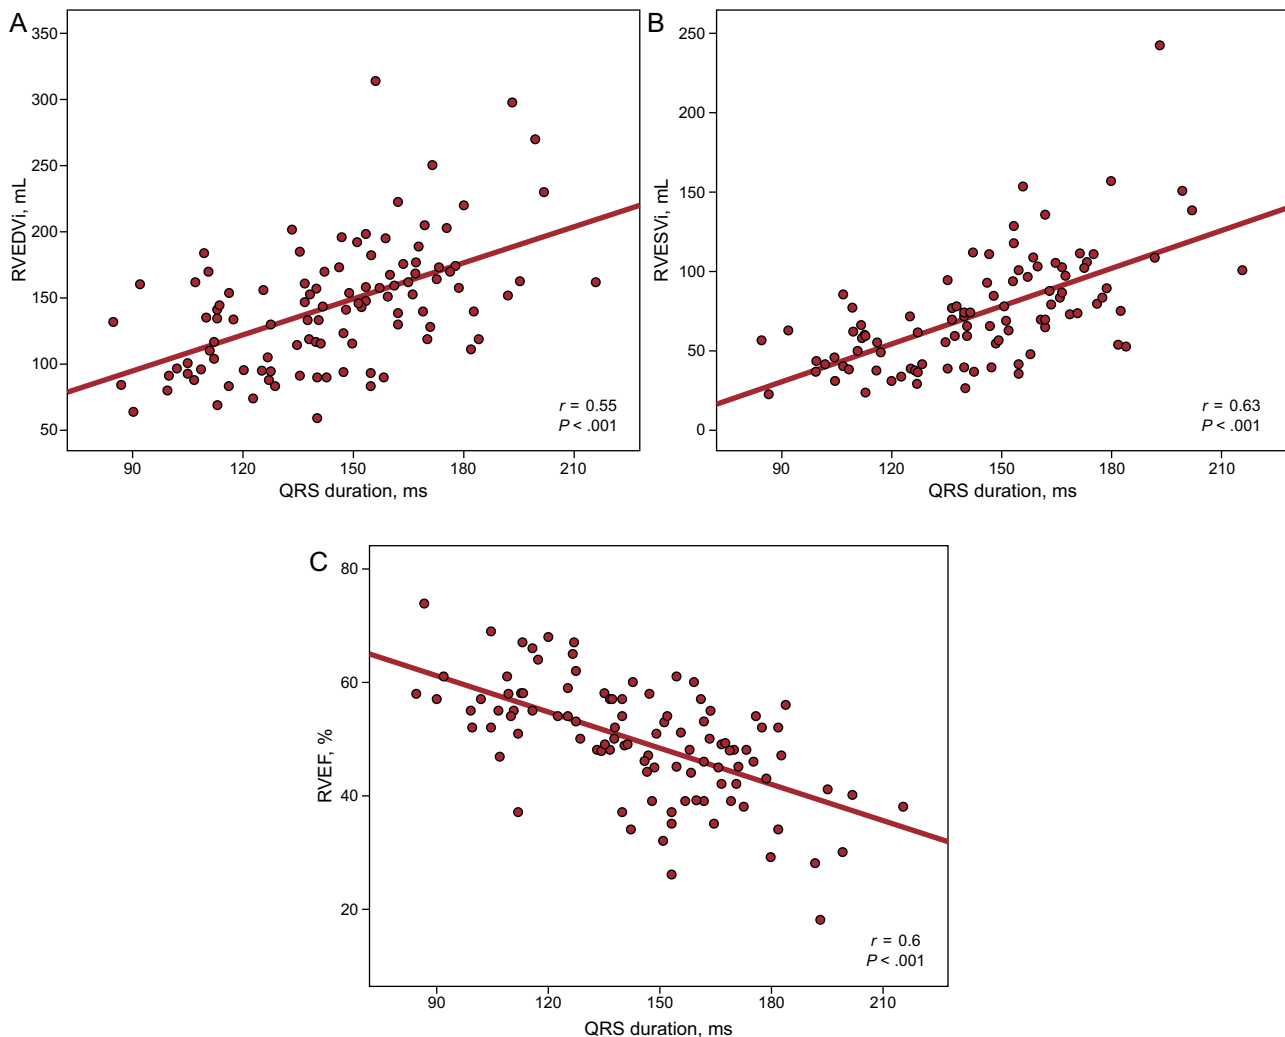 A
350
300
250
200
150
100
50
RVEDVi, mL
r = 0.55
P < .001
90 120 150 180 210
QRS duration, ms
B
250
200
150
100
50
0
RVESVi, mL
r = 0.63
P < .001
90 120 150 180 210
QRS duration, ms
C
80
60
40
20
RVEF, %
r = 0.6
P < .001
90 120 150 180 210
QRS duration, ms